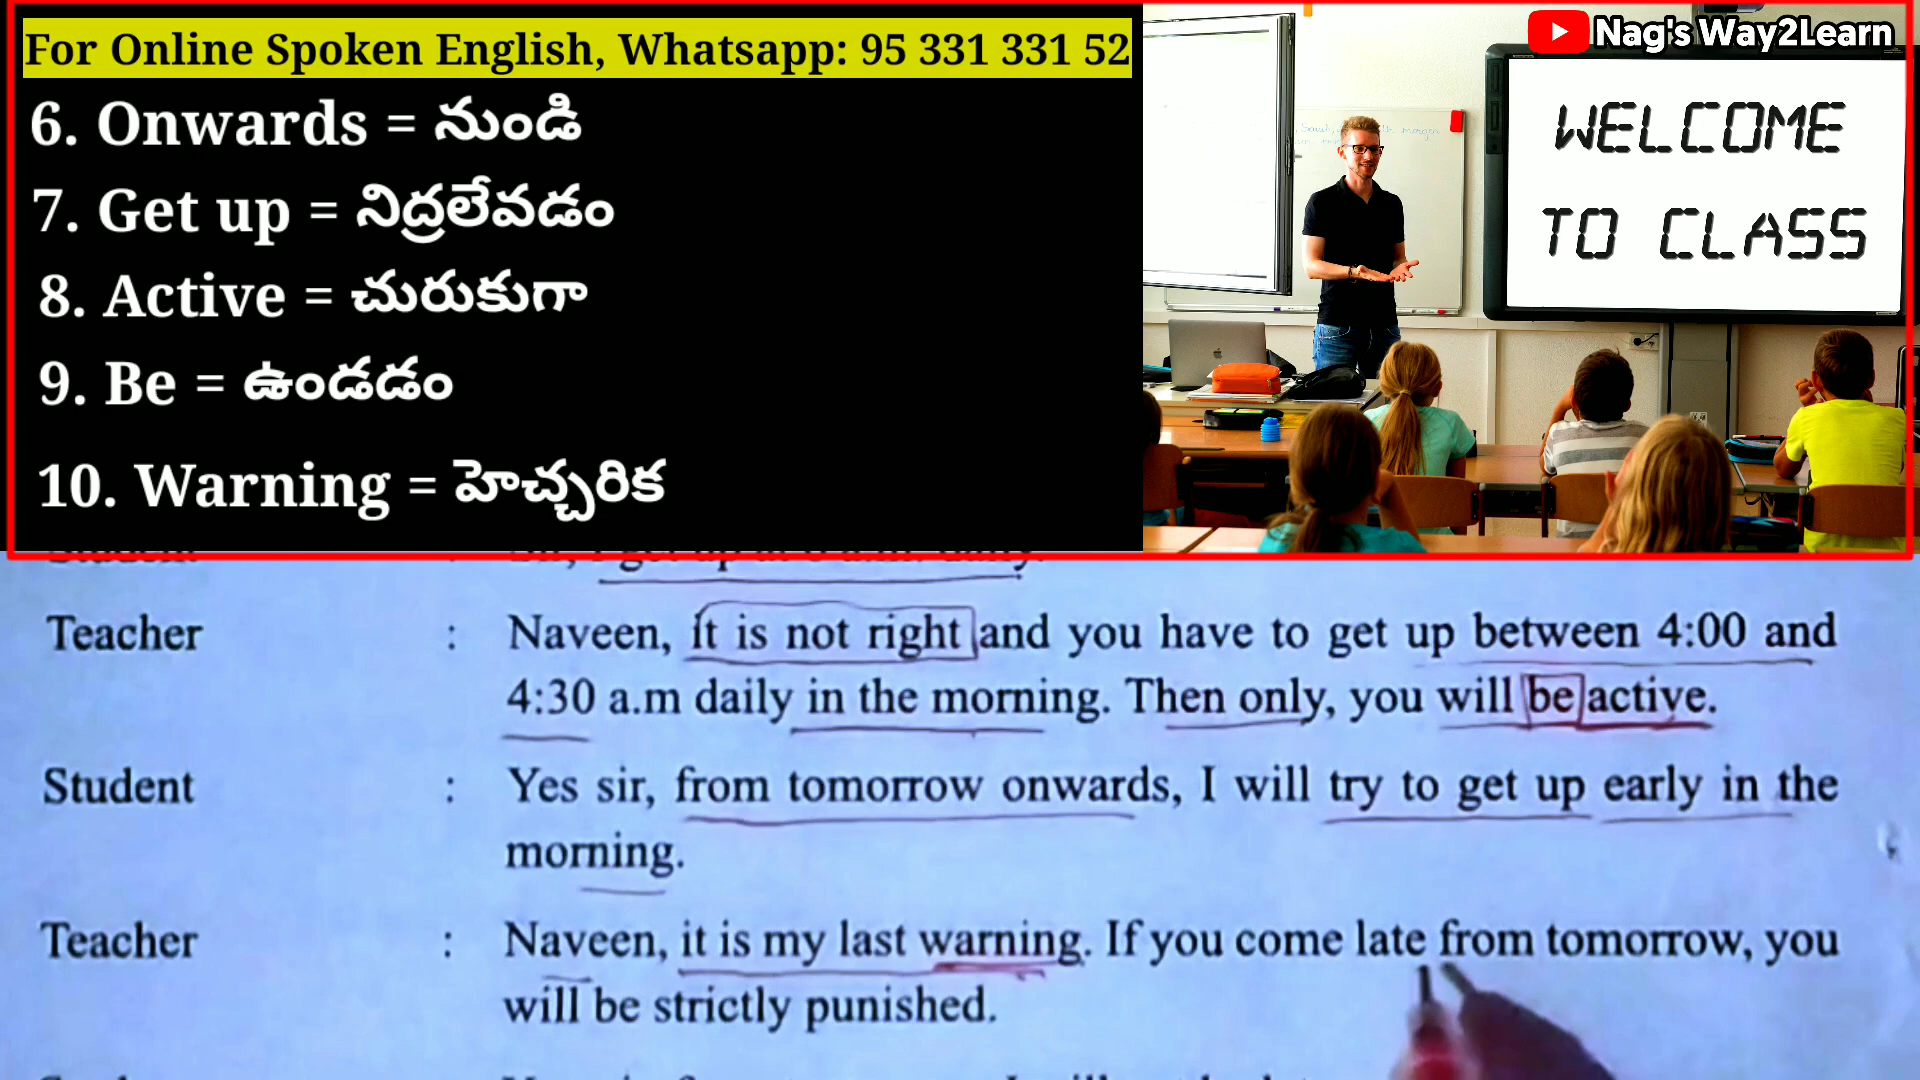 For Online Spoken English, Whatsapp: 95 331 331 52
6. Onwards = నుండి
7. Get up = నిద్రలేవడం
8. Active = చురుకుగా
9. Be = ఉండడం
10. Warning = హెచ్చరిక
Nag's Way2Learn
WELCOME
TO CLASS
Teacher : Naveen, it is not right and you have to get up between 4:00 and
4:30 a.m daily in the morning. Then only, you will be active.
Student : Yes sir, from tomorrow onwards, I will try to get up early in the
morning.
Teacher : Naveen, it is my last warning. If you come late from tomorrow, you
will be strictly punished.